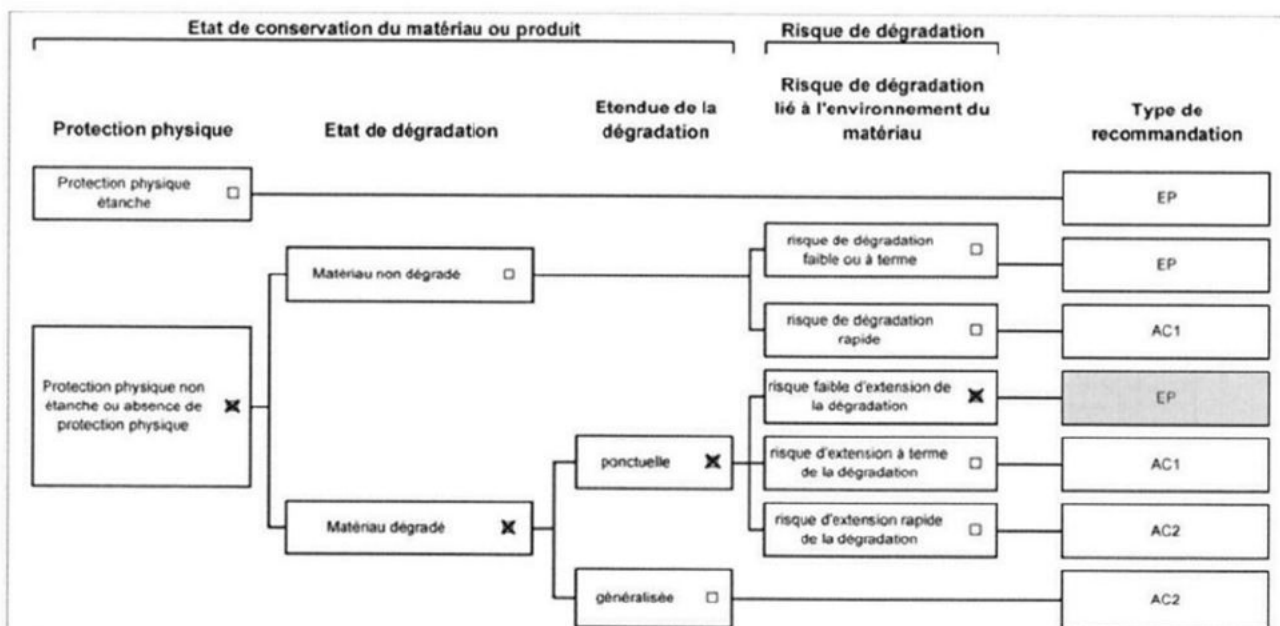 Etat de conservation du matériau ou produit
Risque de dégradation
Protection physique
Etat de dégradation
Etendue de la
dégradation
Risque de dégradation
lié à l'environnement du
matériau
Type de
recommandation
Protection physique
étanche
EP
Matériau non dégradé
risque de dégradation
faible ou à terme
EP
risque de dégradation
rapide
AC1
Protection physique non
étanche ou absence de
protection physique
risque faible d'extension de
la dégradation
EP
ponctuelle
risque d'extension à terme
de la dégradation
AC1
Matériau dégradé
risque d'extension rapide
de la dégradation
AC2
généralisée
AC2